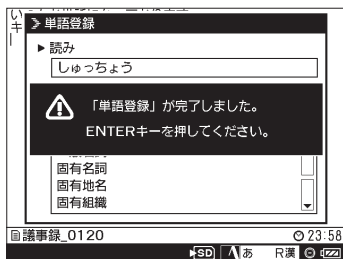 単語登録
読み
しゅっちょう
「単語登録」が完了しました。
ENTERキーを押してください。
固有名詞
固有地名
固有組織
議事録_0120
23:58
SD あ R漢